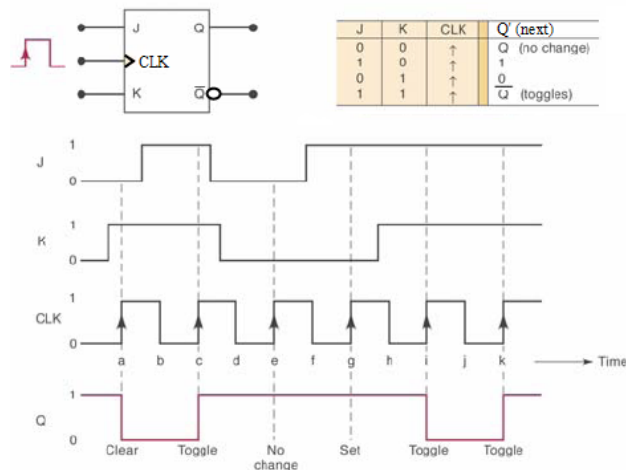 J Q
CLK
K Q̅
J K CLK Q' (next)
0 0 ↑ Q (no change)
1 0 ↑ 1
0 1 ↑ 0
1 1 ↑ Q̅ (toggles)
1
J
0
1
K
0
1
CLK
0
a b c d e f g h i j k Time
1
Q
0
Clear Toggle No change Set Toggle Toggle